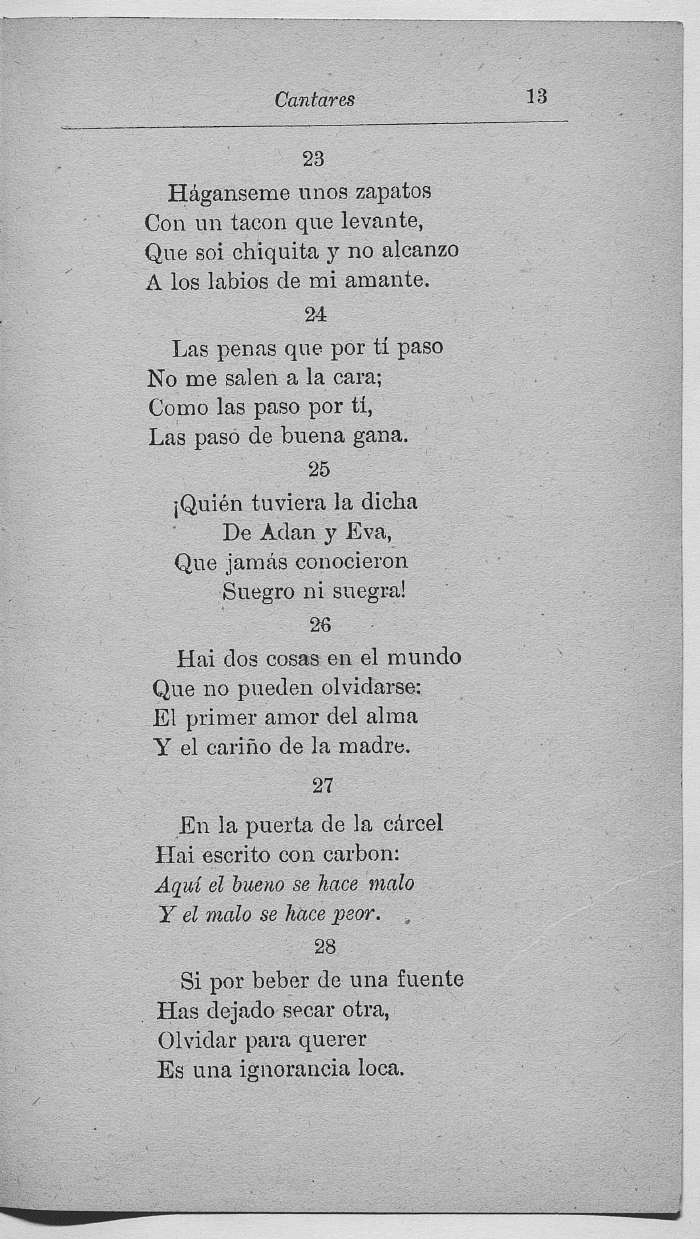 Cantares 13
23
Háganseme unos zapatos
Con un tacon que levante,
Que soi chiquita y no alcanzo
A los labios de mi amante.
24
Las penas que por tí paso
No me salen a la cara;
Como las paso por tí,
Las paso de buena gana.
25
¡Quién tuviera la dicha
De Adan y Eva,
Que jamás conocieron
Suegro ni suegra!
26
Hai dos cosas en el mundo
Que no pueden olvidarse:
El primer amor del alma
Y el cariño de la madre.
27
En la puerta de la cárcel
Hai escrito con carbon:
Aquí el bueno se hace malo
Y el malo se hace peor.
28
Si por beber de una fuente
Has dejado secar otra,
Olvidar para querer
Es una ignorancia loca.